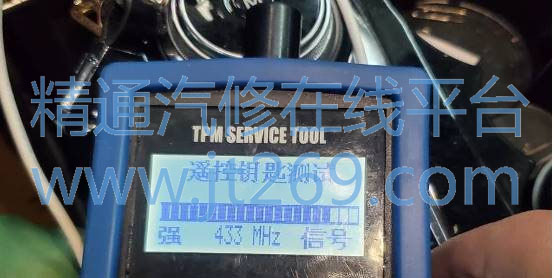 精通汽修在线平台
TPM SERVICE TOOL
遥控钥匙测试
www.jt269.com
强 433 MHz 信号